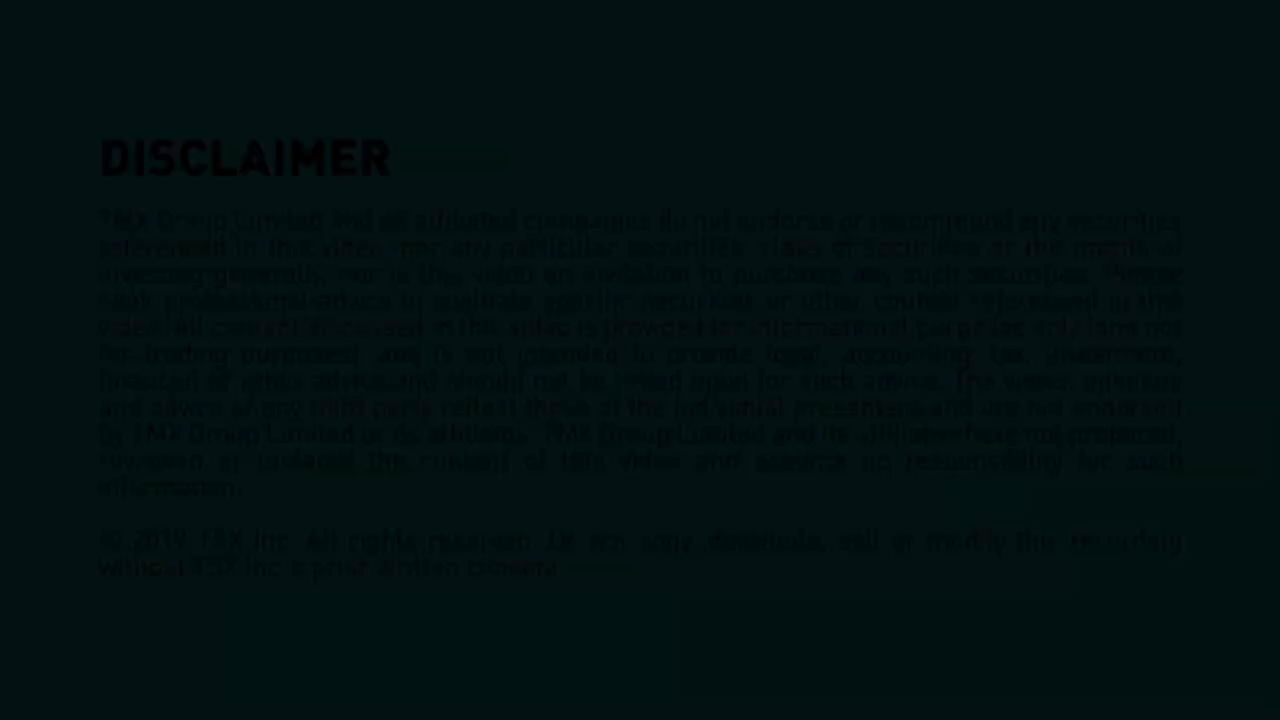 DISCLAIMER
TMX Group Limited and its affiliated companies do not endorse or recommend any securities
referenced in this video, nor any particular securities, class of securities or the merits of
investing generally, nor is this video an invitation to purchase any such securities. Please
seek professional advice to evaluate specific securities or other content referenced in this
video. All content discussed in this video is provided for informational purposes only (and not
for trading purposes), and is not intended to provide legal, accounting, tax, investment,
financial or other advice and should not be relied upon for such advice. The views, opinions
and advice of any third party reflect those of the individual presenters and are not endorsed
by TMX Group Limited or its affiliates. TMX Group Limited and its affiliates have not prepared,
reviewed or updated the content of this video and assume no responsibility for such
information.
© 2019 TSX Inc. All rights reserved. Do not copy, distribute, sell or modify this recording
without TSX Inc.'s prior written consent.